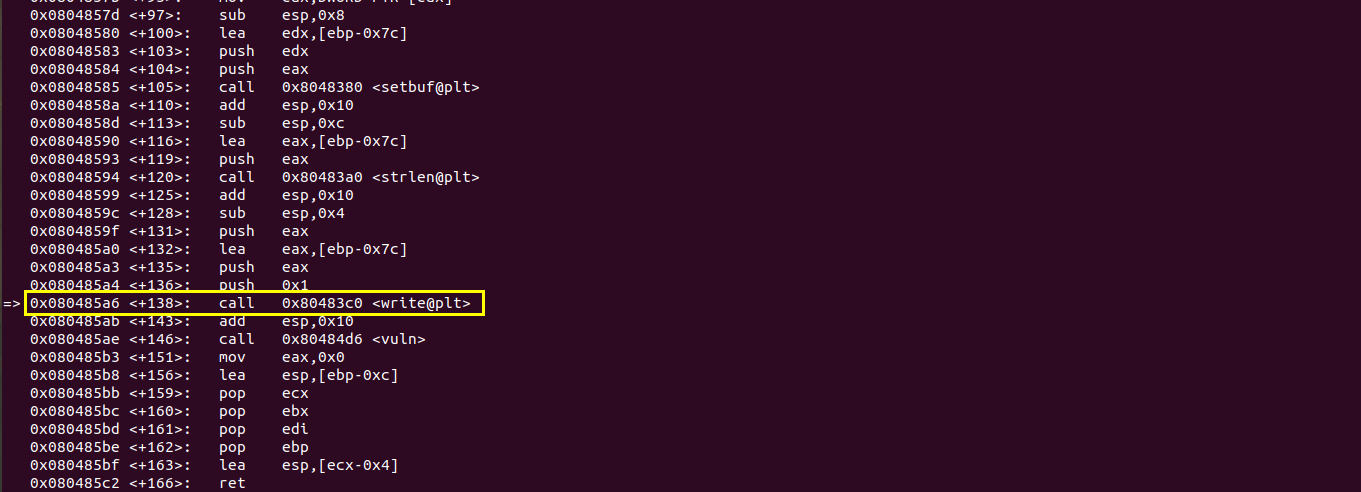 0x0804857d <+97>: sub esp,0x8
0x08048580 <+100>: lea edx,[ebp-0x7c]
0x08048583 <+103>: push edx
0x08048584 <+104>: push eax
0x08048585 <+105>: call 0x8048380 <setbuf@plt>
0x0804858a <+110>: add esp,0x10
0x0804858d <+113>: sub esp,0xc
0x08048590 <+116>: lea eax,[ebp-0x7c]
0x08048593 <+119>: push eax
0x08048594 <+120>: call 0x80483a0 <strlen@plt>
0x08048599 <+125>: add esp,0x10
0x0804859c <+128>: sub esp,0x4
0x0804859f <+131>: push eax
0x080485a0 <+132>: lea eax,[ebp-0x7c]
0x080485a3 <+135>: push eax
0x080485a4 <+136>: push 0x1
=> 0x080485a6 <+138>: call 0x80483c0 <write@plt>
0x080485ab <+143>: add esp,0x10
0x080485ae <+146>: call 0x80484d6 <vuln>
0x080485b3 <+151>: mov eax,0x0
0x080485b8 <+156>: lea esp,[ebp-0xc]
0x080485bb <+159>: pop ecx
0x080485bc <+160>: pop ebx
0x080485bd <+161>: pop edi
0x080485be <+162>: pop ebp
0x080485bf <+163>: lea esp,[ecx-0x4]
0x080485c2 <+166>: ret